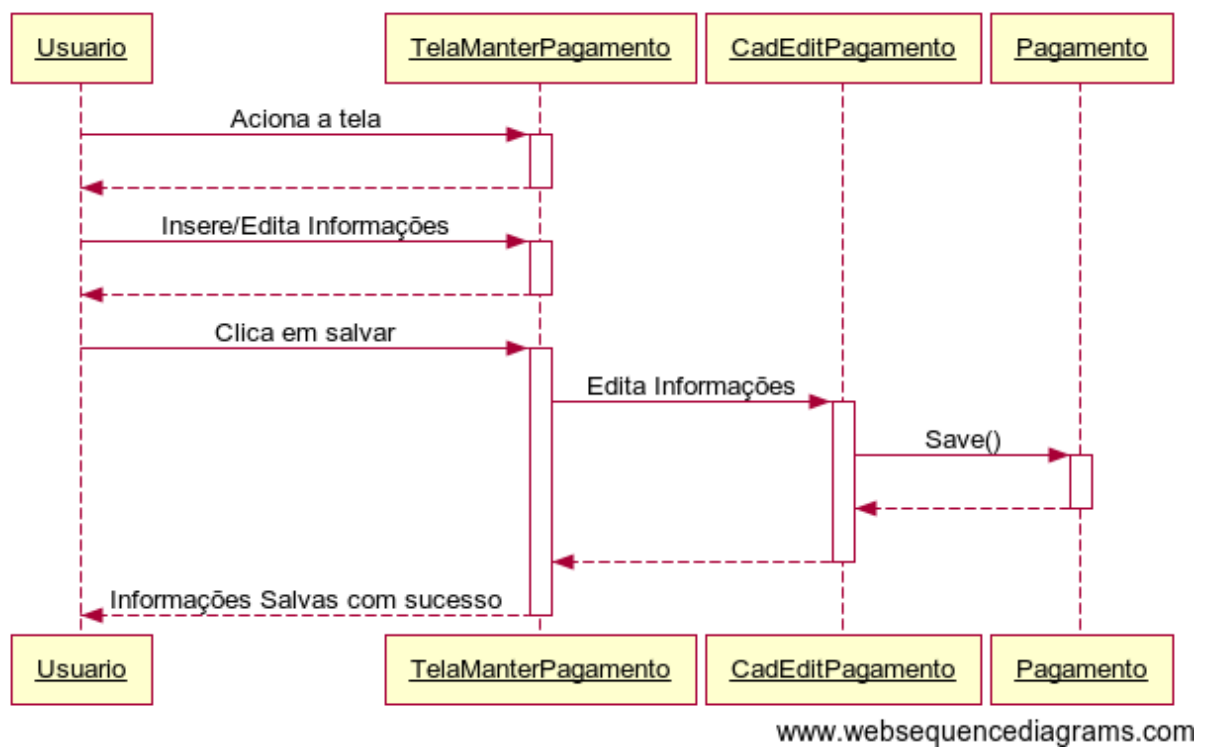 Usuario
TelaManterPagamento
CadEditPagamento
Pagamento
Aciona a tela
Insere/Edita Informações
Clica em salvar
Edita Informações
Save()
Informações Salvas com sucesso
Usuario
TelaManterPagamento
CadEditPagamento
Pagamento
www.websequencediagrams.com